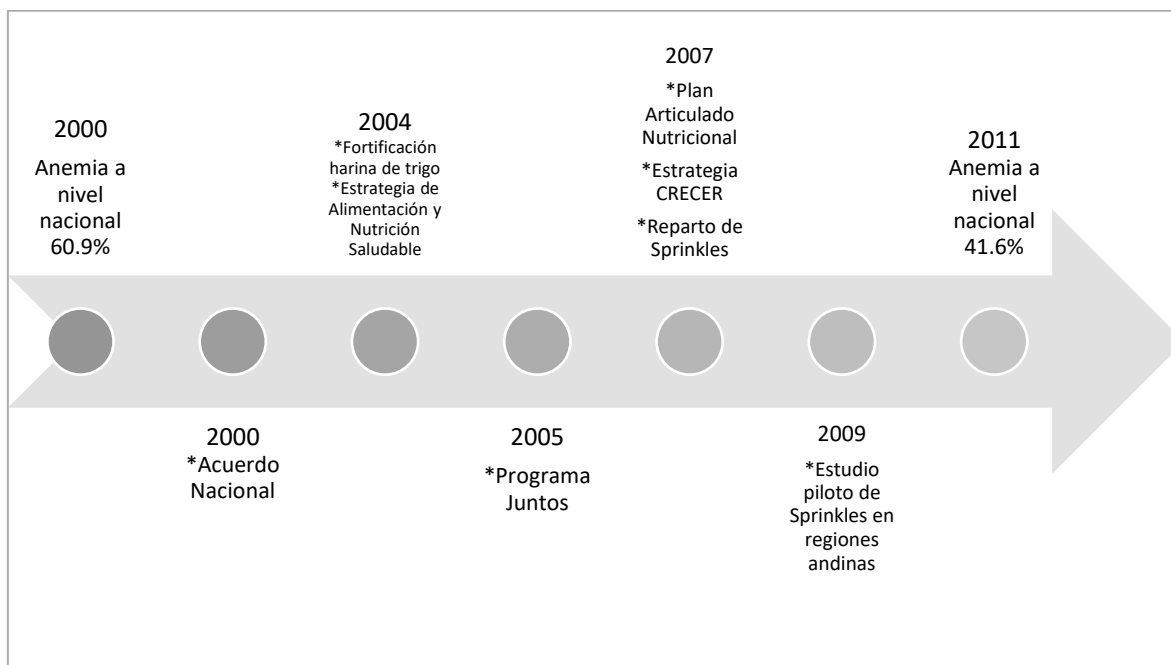 2000
Anemia a
nivel
nacional
60.9%
2000
*Acuerdo
Nacional
2004
*Fortificación
harina de trigo
*Estrategia de
Alimentación y
Nutrición
Saludable
2005
*Programa
Juntos
2007
*Plan
Articulado
Nutricional
*Estrategia
CRECER
*Reparto de
Sprinkles
2009
*Estudio
piloto de
Sprinkles en
regiones
andinas
2011
Anemia a
nivel
nacional
41.6%